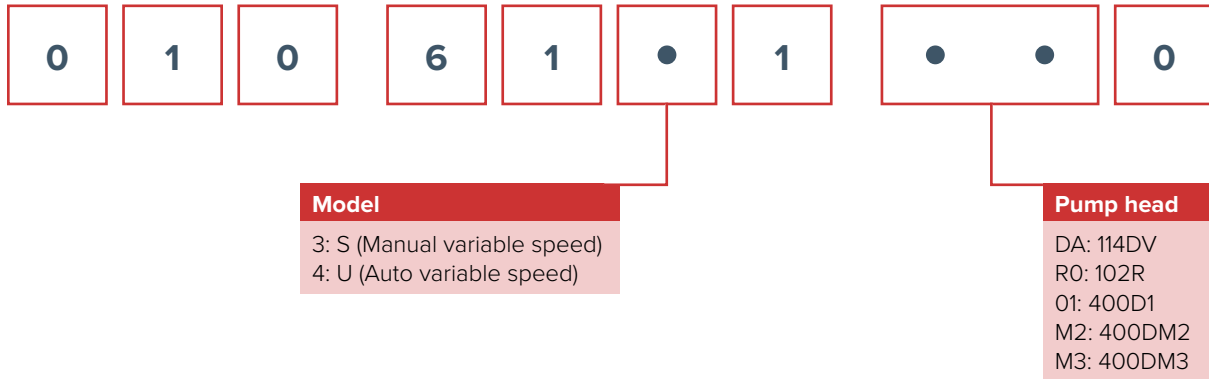 0 1 0 6 1 • 1 • • 0
Model
3: S (Manual variable speed)
4: U (Auto variable speed)
Pump head
DA: 114DV
R0: 102R
01: 400D1
M2: 400DM2
M3: 400DM3